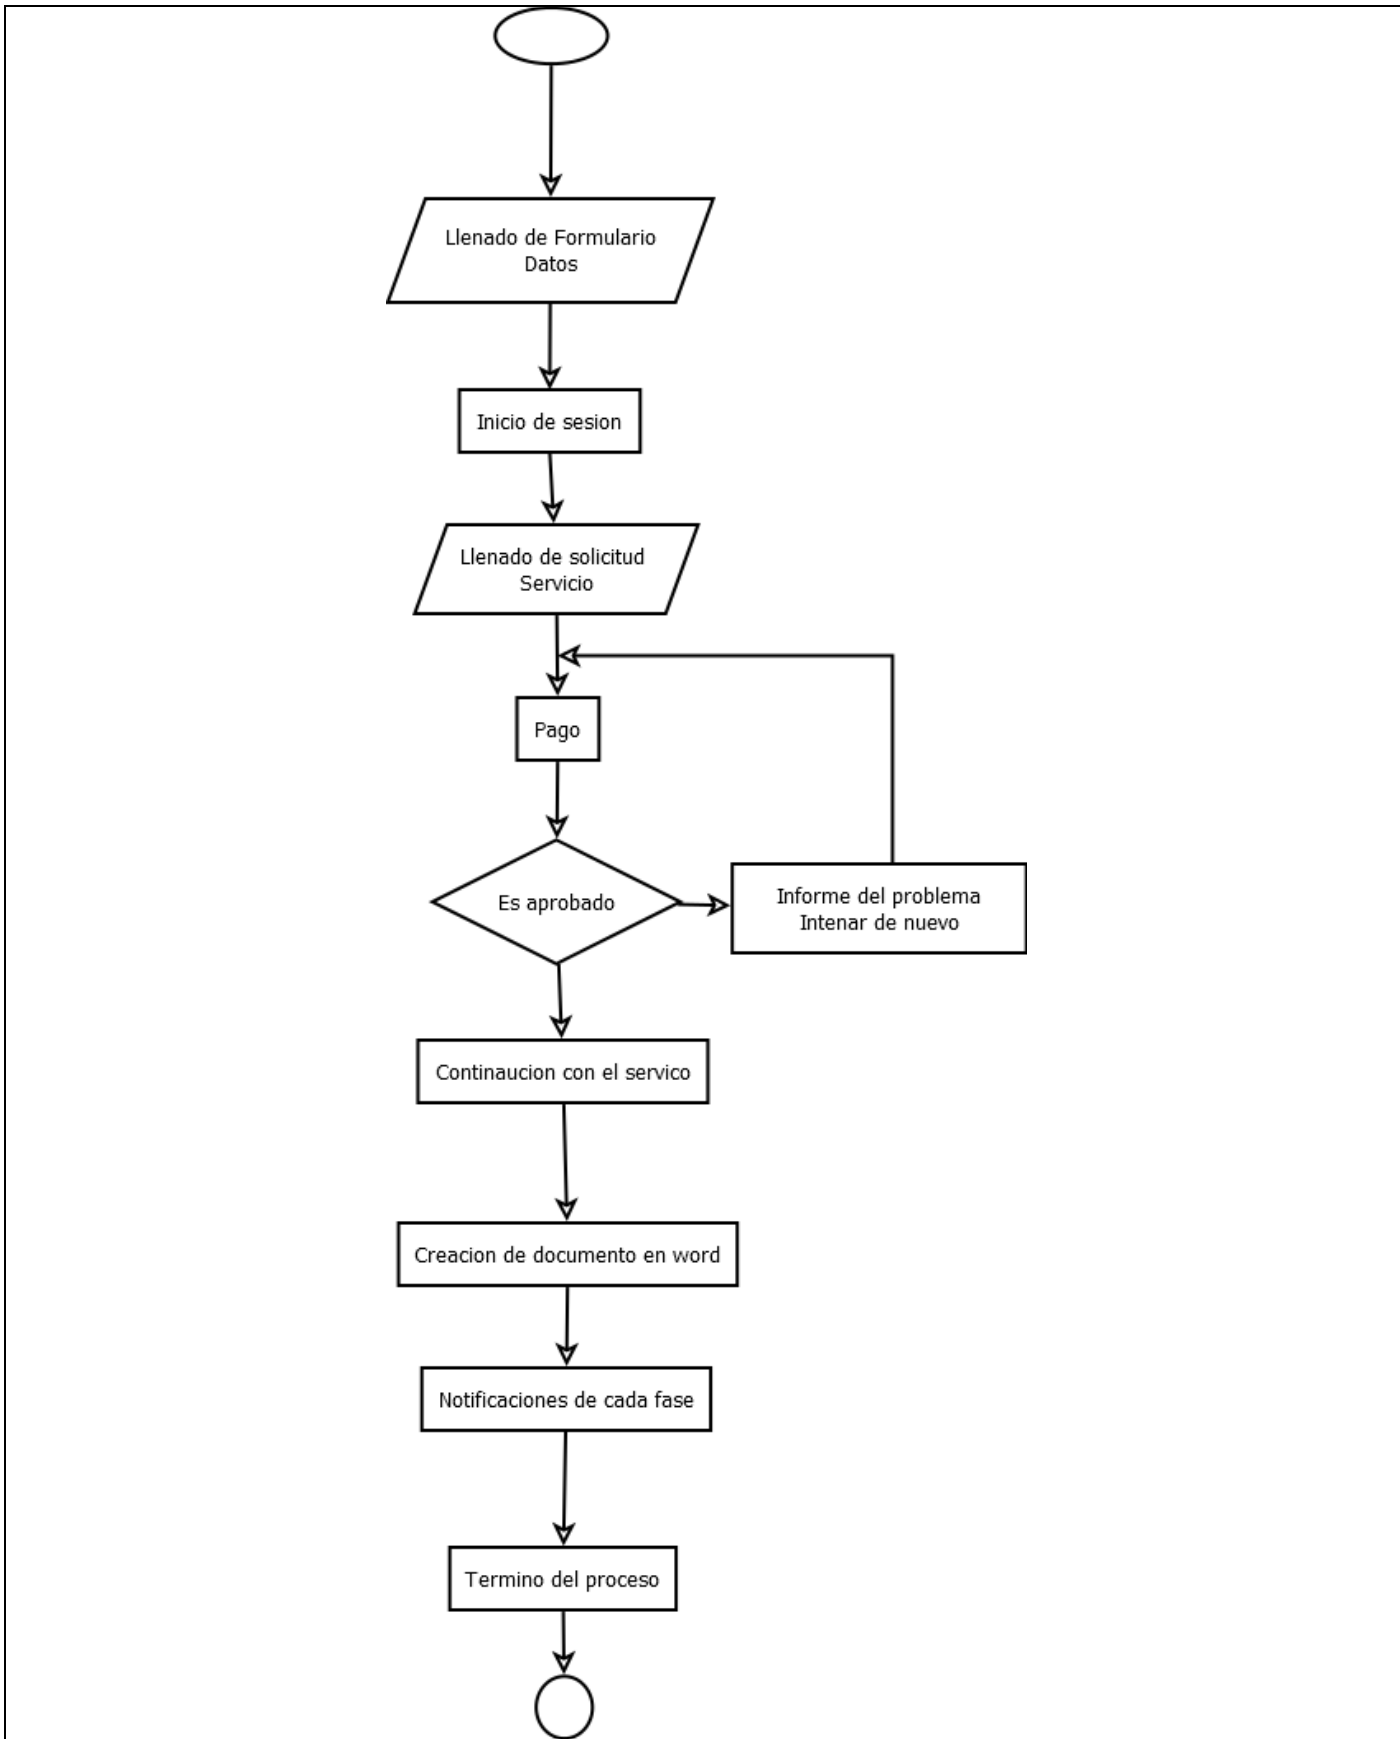 Llenado de Formulario
Datos
Inicio de sesion
Llenado de solicitud
Servicio
Pago
Es aprobado
Informe del problema
Intenar de nuevo
Continaucion con el servico
Creacion de documento en word
Notificaciones de cada fase
Termino del proceso